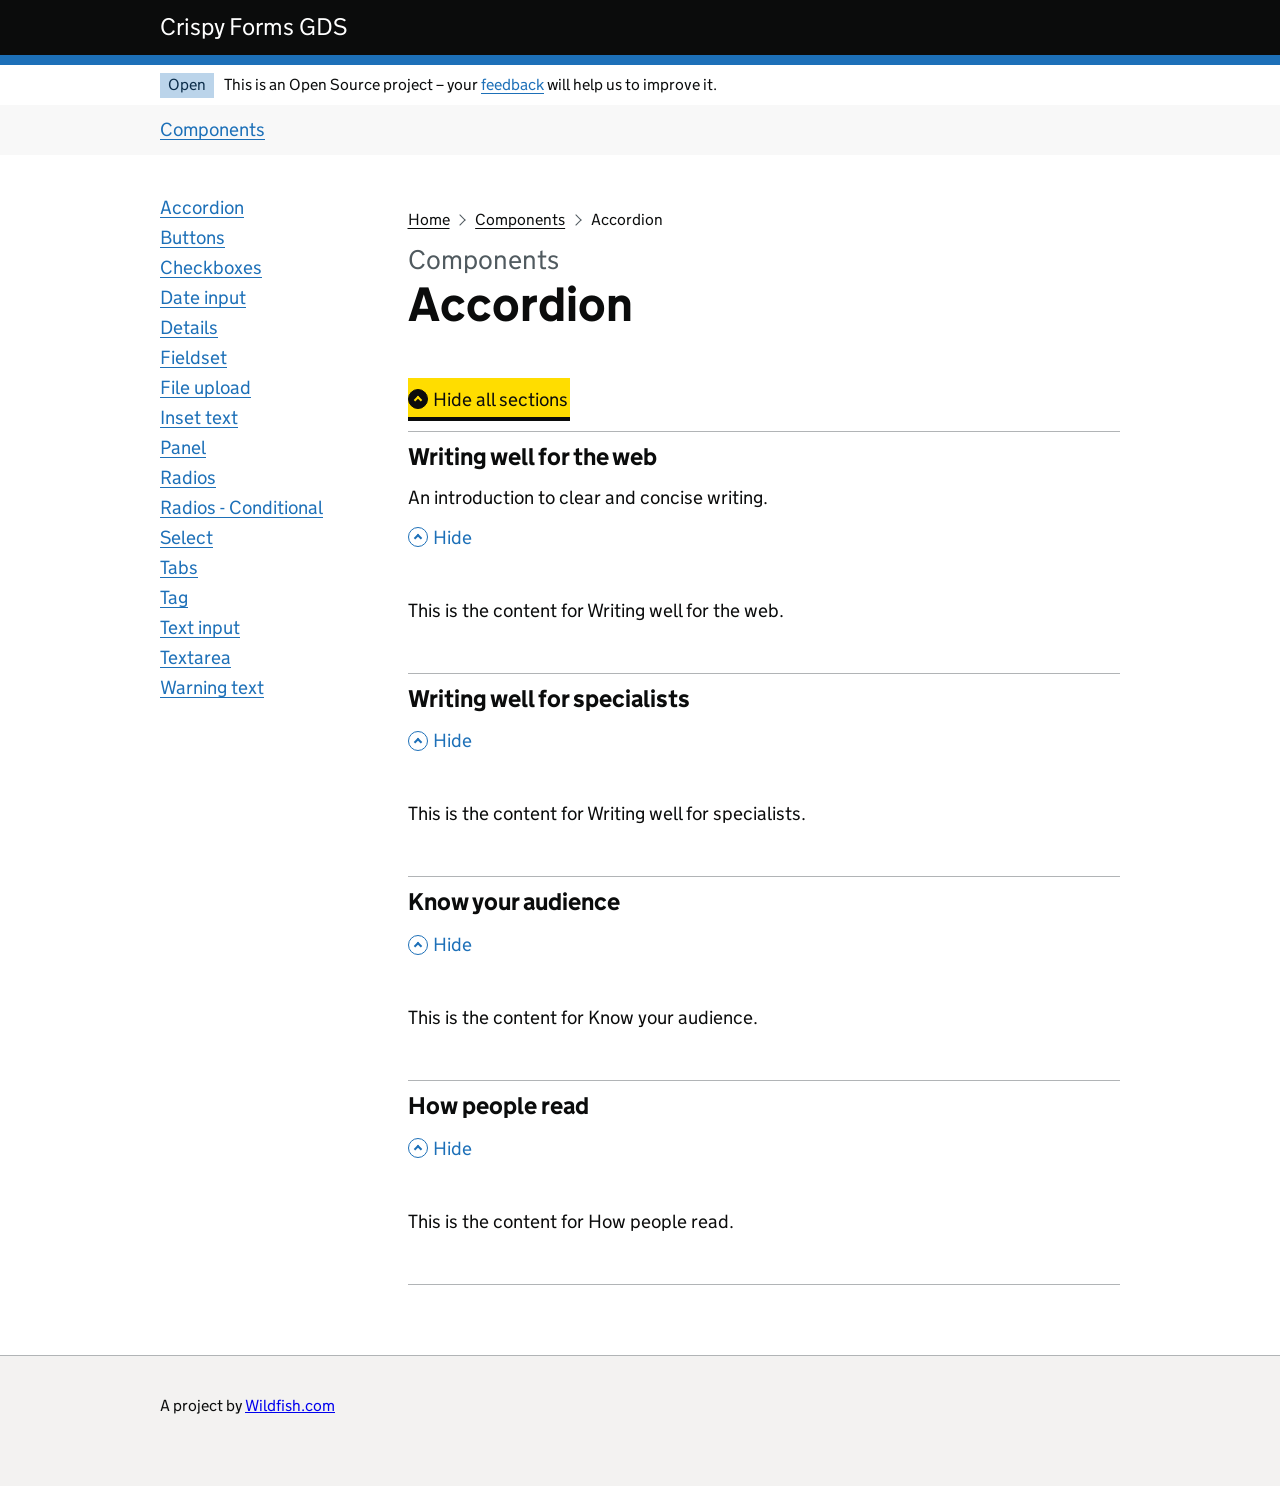 Crispy Forms GDS
Open This is an Open Source project – your feedback will help us to improve it.
Components
Accordion
Buttons
Checkboxes
Date input
Details
Fieldset
File upload
Inset text
Panel
Radios
Radios - Conditional
Select
Tabs
Tag
Text input
Textarea
Warning text
Home Components Accordion
Components
Accordion
Hide all sections
Writing well for the web
An introduction to clear and concise writing.
Hide
This is the content for Writing well for the web.
Writing well for specialists
Hide
This is the content for Writing well for specialists.
Know your audience
Hide
This is the content for Know your audience.
How people read
Hide
This is the content for How people read.
A project by Wildfish.com